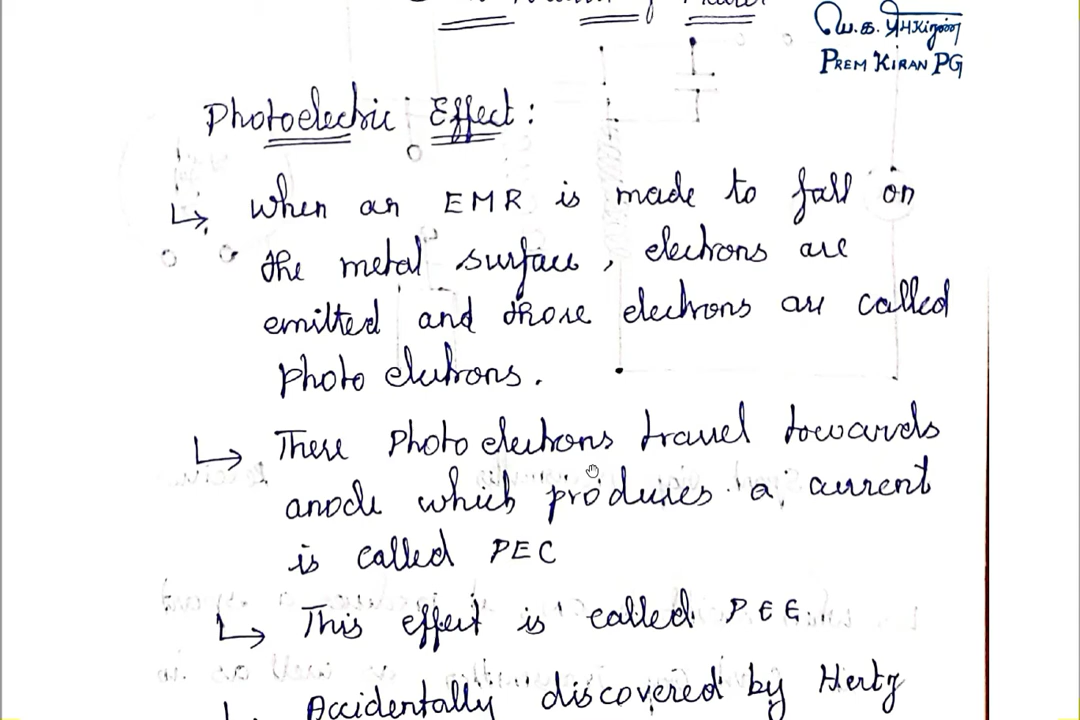 PREM KIRAN PG
Photoelectric Effect :
When an EMR is made to fall on
the metal surface, electrons are
emitted and those electrons are called
Photo electrons.
These Photo electrons travel towards
anode which produces a current
is called PEC
This effect is called PEE.
Accidentally discovered by Hertz